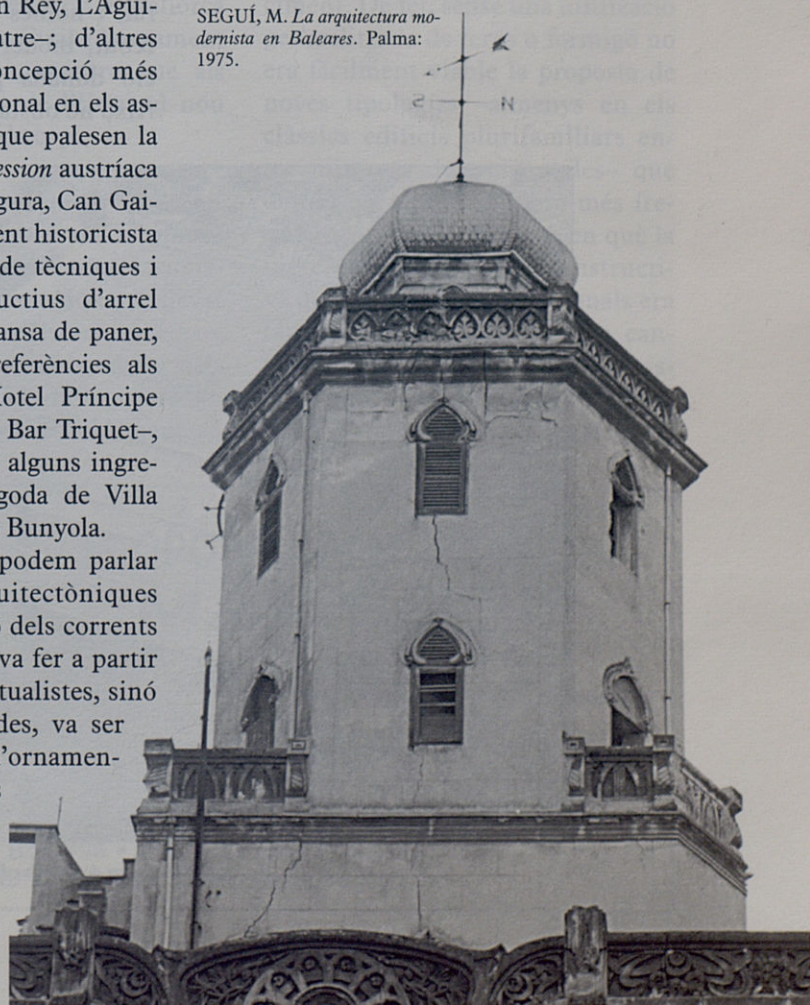 n Rey, L'Agui-
atre–; d'altres
oncepció més
onal en els as-
que palesen la
ession austríaca
gura, Can Gai-
ent historicista
de tècniques i
uctius d'arrel
ansa de paner,
referències als
Hotel Príncipe
Bar Triquet–,
alguns ingre-
goda de Villa
Bunyola.
podem parlar
uitectòniques
dels corrents
va fer a partir
tualistes, sinó
des, va ser
l'ornamen-
s
SEGUÍ, M. La arquitectura mo-
dernista en Baleares. Palma:
1975.
S N